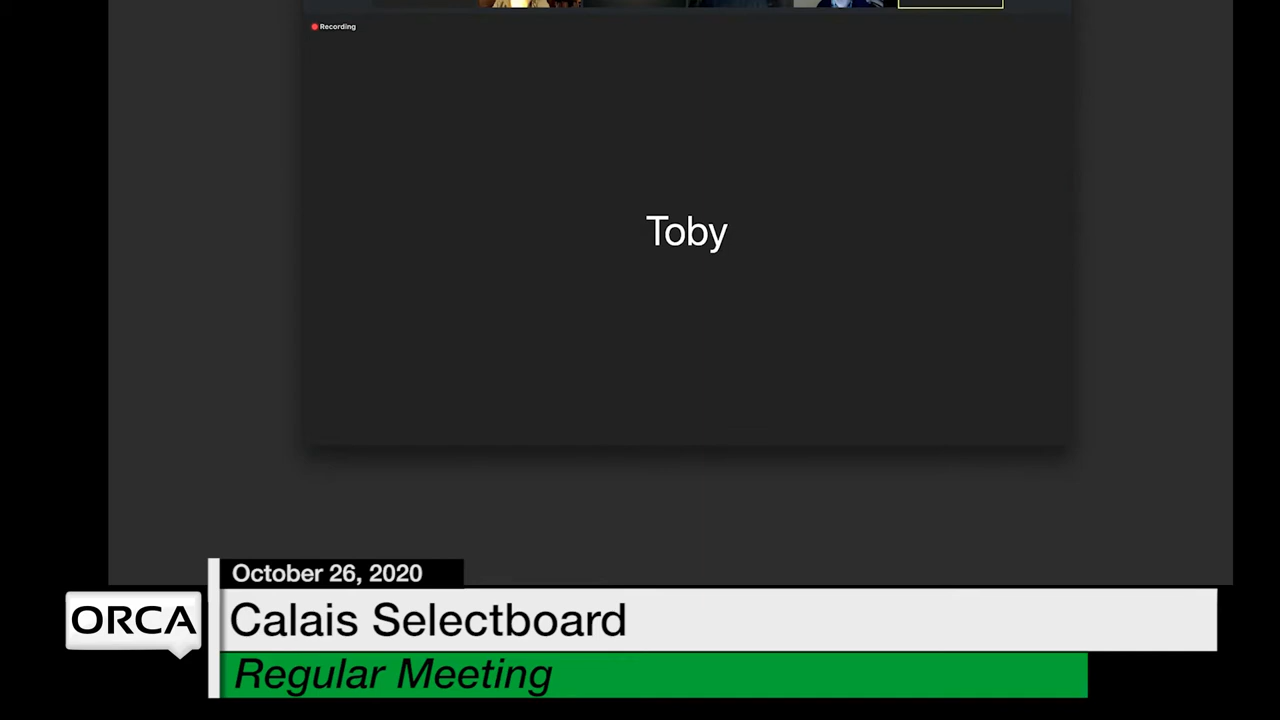 Recording
Toby
October 26, 2020
ORCA
Calais Selectboard
Regular Meeting